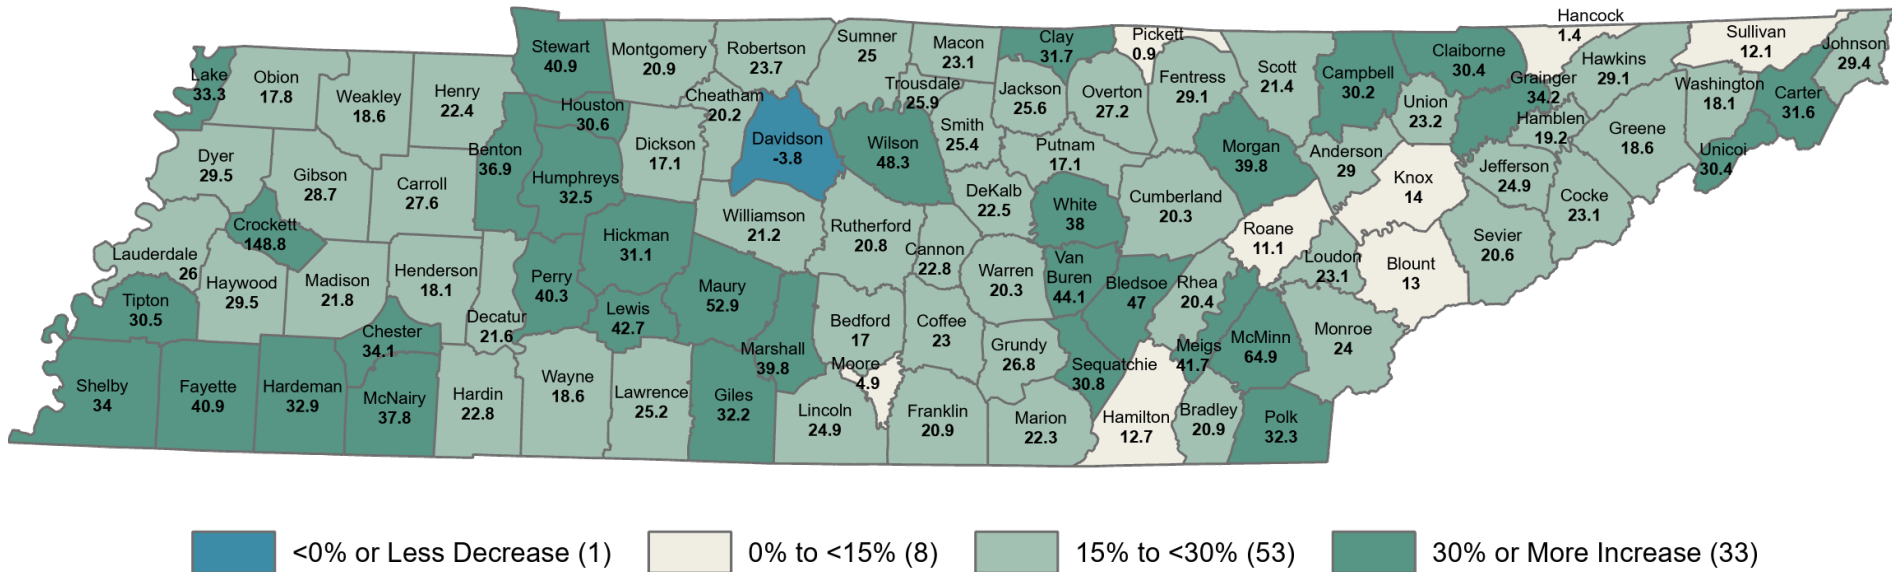 Lake
33.3
Obion
17.8
Weakley
18.6
Henry
22.4
Stewart
40.9
Montgomery
20.9
Robertson
23.7
Sumner
25
Macon
23.1
Trousdale
25.9
Clay
31.7
Pickett
0.9
Fentress
29.1
Scott
21.4
Campbell
30.2
Claiborne
30.4
Hancock
1.4
Hawkins
29.1
Sullivan
12.1
Johnson
29.4
Washington
18.1
Carter
31.6
Grainger
34.2
Union
23.2
Hamblen
19.2
Greene
18.6
Unicoi
30.4
Houston
30.6
Cheatham
20.2
Davidson
-3.8
Wilson
48.3
Smith
25.4
Jackson
25.6
Overton
27.2
Putnam
17.1
Morgan
39.8
Anderson
29
Knox
14
Jefferson
24.9
Cocke
23.1
Dyer
29.5
Gibson
28.7
Carroll
27.6
Benton
36.9
Humphreys
32.5
Dickson
17.1
Williamson
21.2
Rutherford
20.8
Cannon
22.8
DeKalb
22.5
White
38
Cumberland
20.3
Roane
11.1
Loudon
23.1
Blount
13
Sevier
20.6
Crockett
148.8
Lauderdale
26
Haywood
29.5
Madison
21.8
Henderson
18.1
Decatur
21.6
Perry
40.3
Hickman
31.1
Lewis
42.7
Maury
52.9
Marshall
39.8
Bedford
17
Coffee
23
Warren
20.3
Van
Buren
44.1
Bledsoe
47
Rhea
20.4
Meigs
41.7
McMinn
64.9
Monroe
24
Tipton
30.5
Chester
34.1
Shelby
34
Fayette
40.9
Hardeman
32.9
McNairy
37.8
Hardin
22.8
Wayne
18.6
Lawrence
25.2
Giles
32.2
Lincoln
24.9
Moore
4.9
Franklin
20.9
Grundy
26.8
Marion
22.3
Sequatchie
30.8
Hamilton
12.7
Bradley
20.9
Polk
32.3
<0% or Less Decrease (1)
0% to <15% (8)
15% to <30% (53)
30% or More Increase (33)